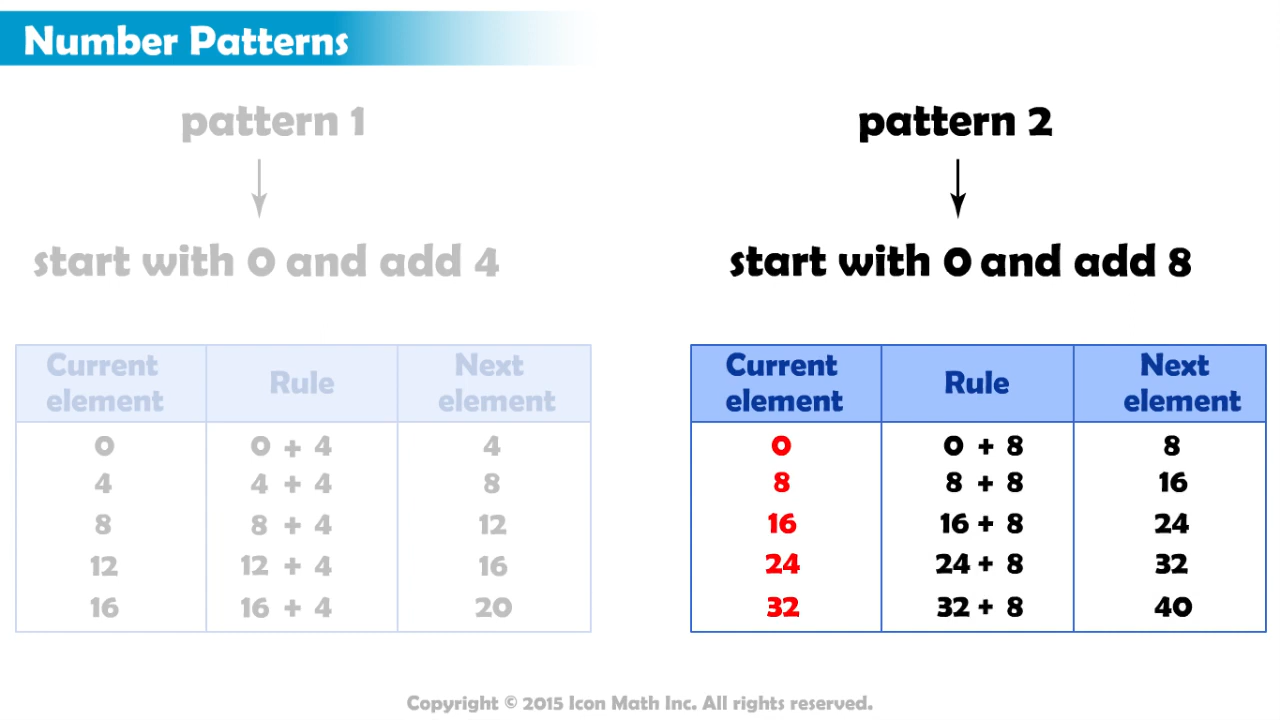 Number Patterns
pattern 1
start with 0 and add 4
Current element Rule Next element
0 0 + 4 4
4 4 + 4 8
8 8 + 4 12
12 12 + 4 16
16 16 + 4 20
pattern 2
start with 0 and add 8
Current element Rule Next element
0 0 + 8 8
8 8 + 8 16
16 16 + 8 24
24 24 + 8 32
32 32 + 8 40
Copyright © 2015 Icon Math Inc. All rights reserved.